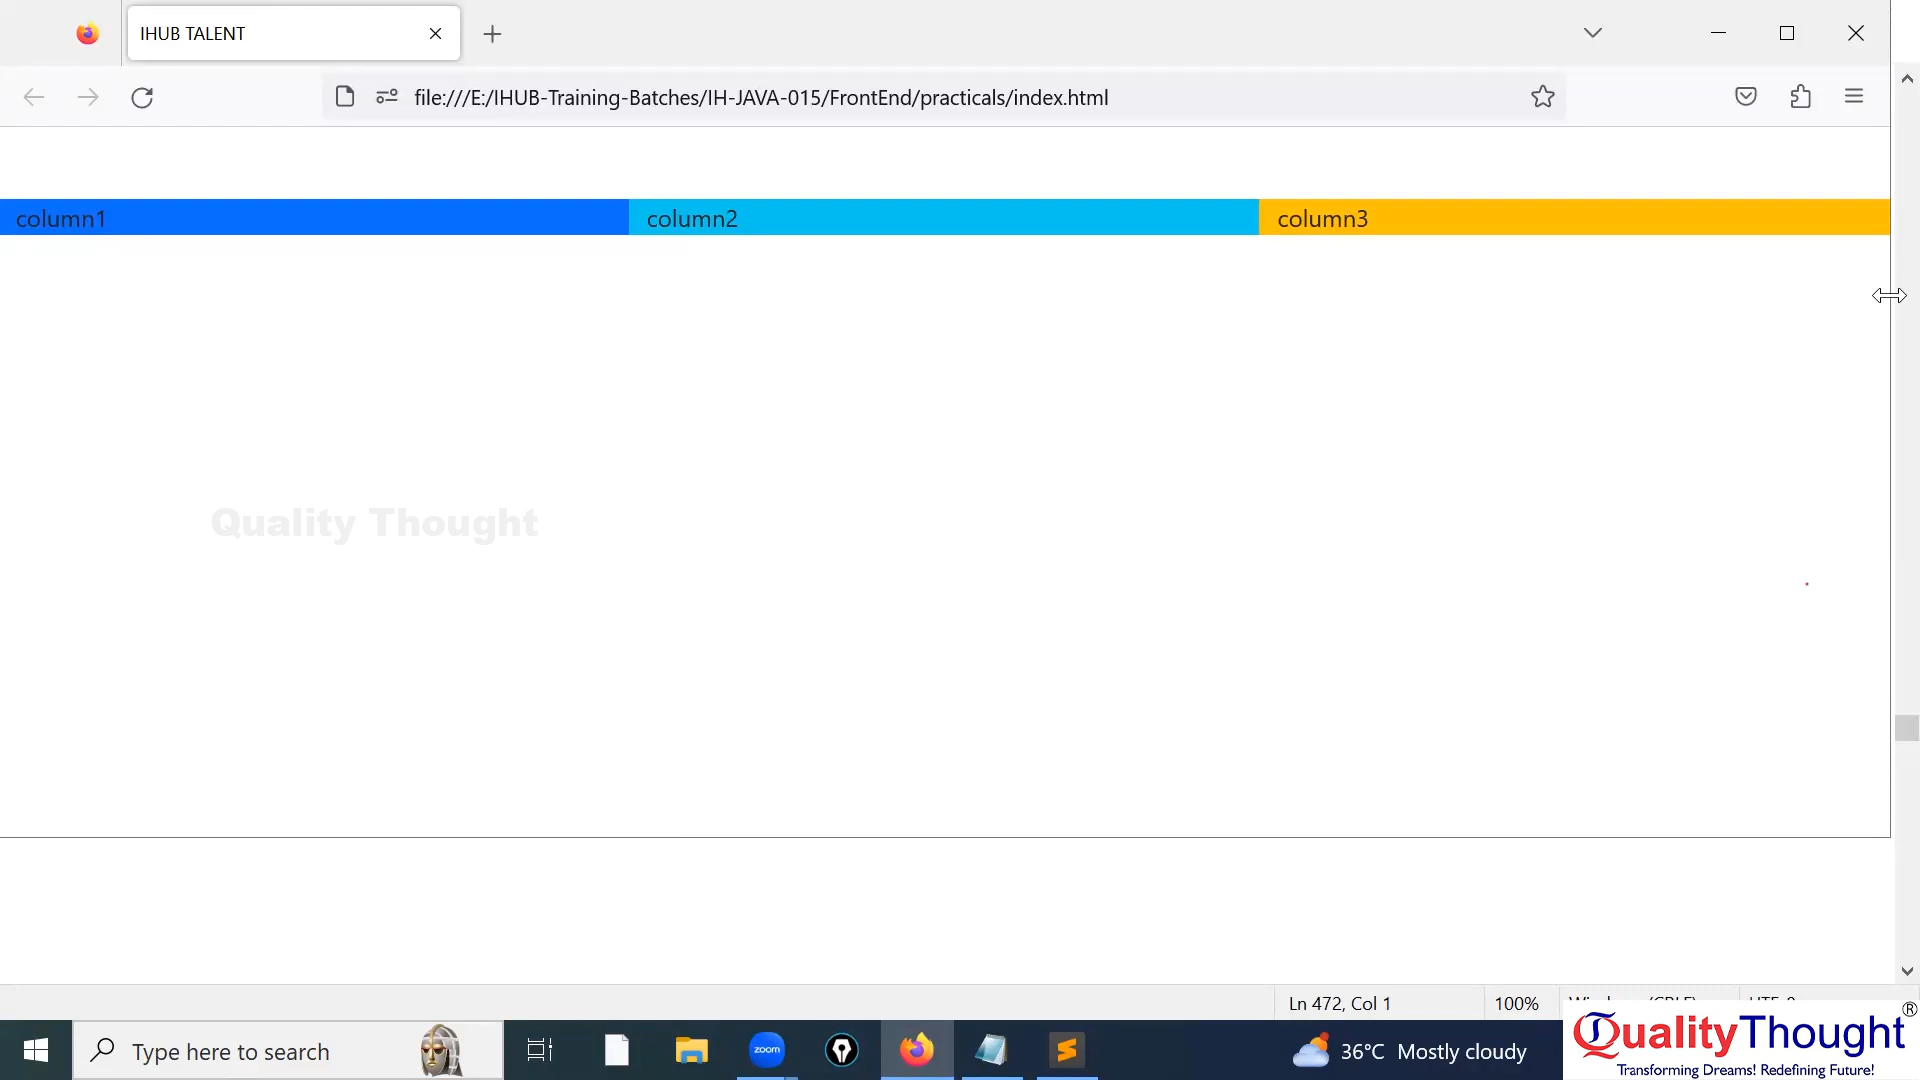 IHUB TALENT
file:///E:/IHUB-Training-Batches/IH-JAVA-015/FrontEnd/practicals/index.html
column1
column2
column3
Quality Thought
Ln 472, Col 1
100%
Type here to search
zoom
36°C Mostly cloudy
QualityThought®
Transforming Dreams! Redefining Future!